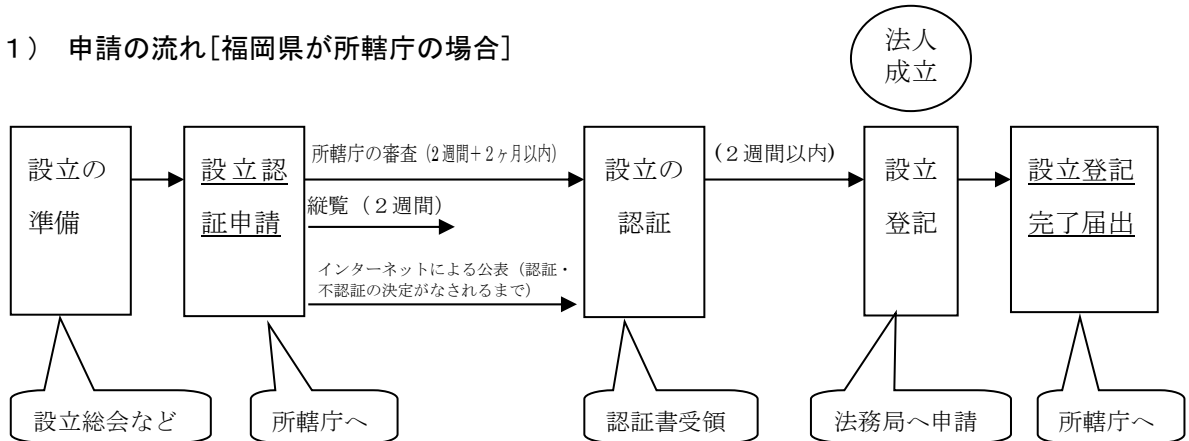 １） 申請の流れ［福岡県が所轄庁の場合］
法人
成立
設立の
準備
設立認
証申請
所轄庁の審査（2週間＋2ヶ月以内）
縦覧（２週間）
インターネットによる公表（認証・
不認証の決定がなされるまで）
設立の
認証
（２週間以内）
設立
登記
設立登記
完了届出
設立総会など
所轄庁へ
認証書受領
法務局へ申請
所轄庁へ